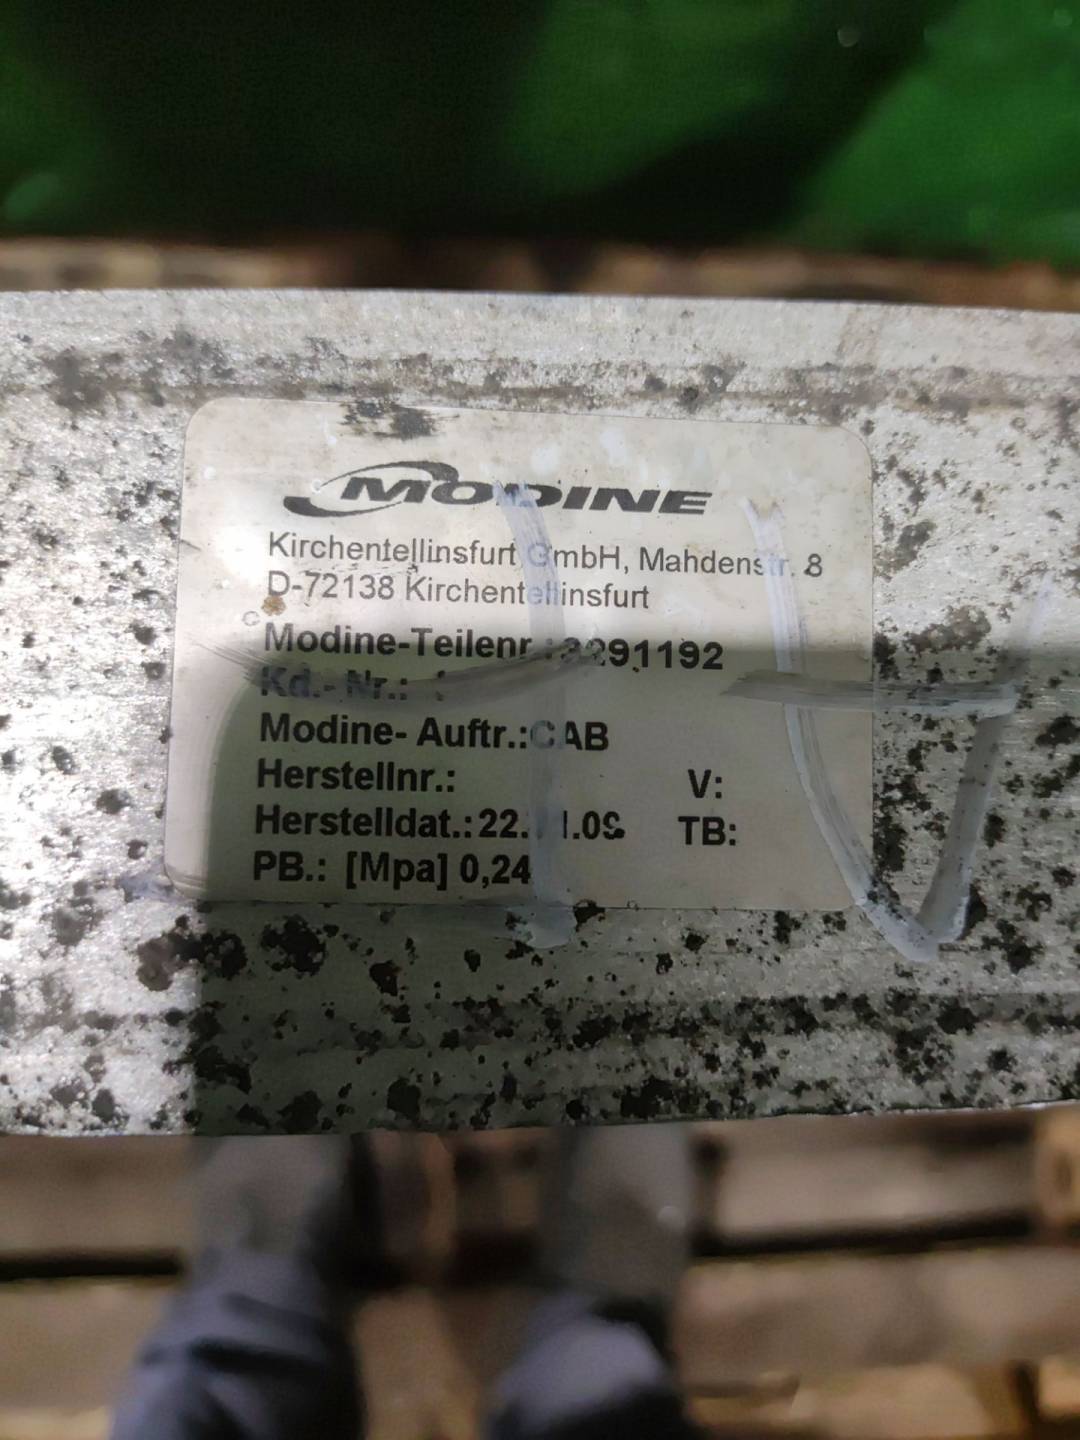 MODINE
Kirchentellinsfurt GmbH, Mahdenstr. 8
D-72138 Kirchentellinsfurt
Modine-Teilenr.: 3291192
Kd.- Nr.:
Modine- Auftr.:CAB
Herstellnr.: V:
Herstelldat.: TB:
PB.: [Mpa] 0,24